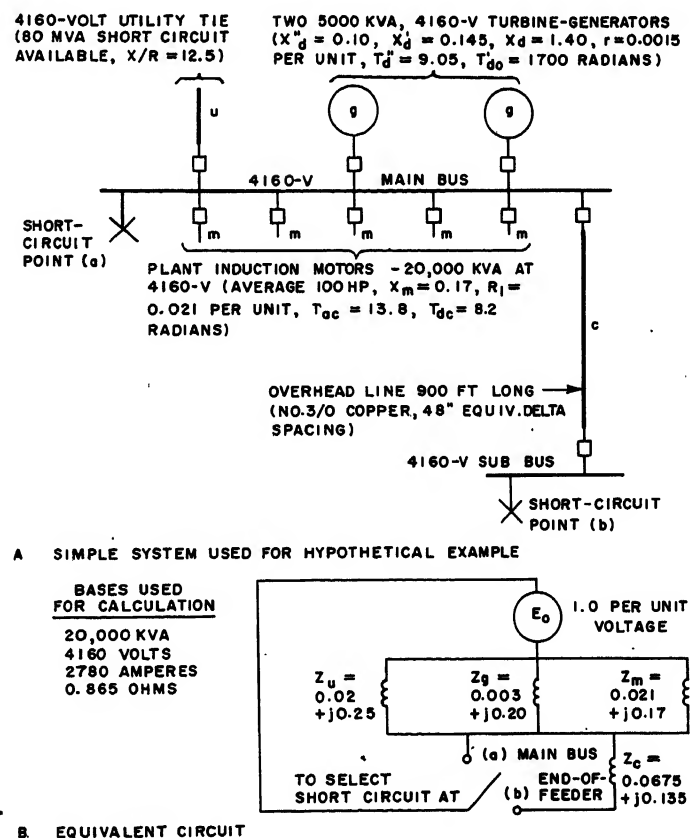 4160-VOLT UTILITY TIE
(80 MVA SHORT CIRCUIT
AVAILABLE, X/R = 12.5)
TWO 5000 KVA, 4160-V TURBINE-GENERATORS
(X"d = 0.10, X'd = 0.145, Xd = 1.40, r=0.0015
PER UNIT, T"d = 9.05, T'do = 1700 RADIANS)
u
g
g
4160-V MAIN BUS
SHORT-
CIRCUIT
POINT (a)
m
m
m
m
m
PLANT INDUCTION MOTORS - 20,000 KVA AT
4160-V (AVERAGE 100 HP, Xm = 0.17, R1 =
0.021 PER UNIT, Tac = 13.8, Tdc = 8.2
RADIANS)
c
OVERHEAD LINE 900 FT LONG
(NO. 3/0 COPPER, 48" EQUIV. DELTA
SPACING)
4160-V SUB BUS
SHORT-CIRCUIT
POINT (b)
A SIMPLE SYSTEM USED FOR HYPOTHETICAL EXAMPLE
BASES USED
FOR CALCULATION
20,000 KVA
4160 VOLTS
2780 AMPERES
0.865 OHMS
E0
1.0 PER UNIT
VOLTAGE
Zu =
0.02
+j0.25
Zg =
0.003
+j0.20
Zm =
0.021
+j0.17
(a) MAIN BUS
TO SELECT
SHORT CIRCUIT AT
END-OF-
(b) FEEDER
Zc =
0.0675
+j0.135
B. EQUIVALENT CIRCUIT